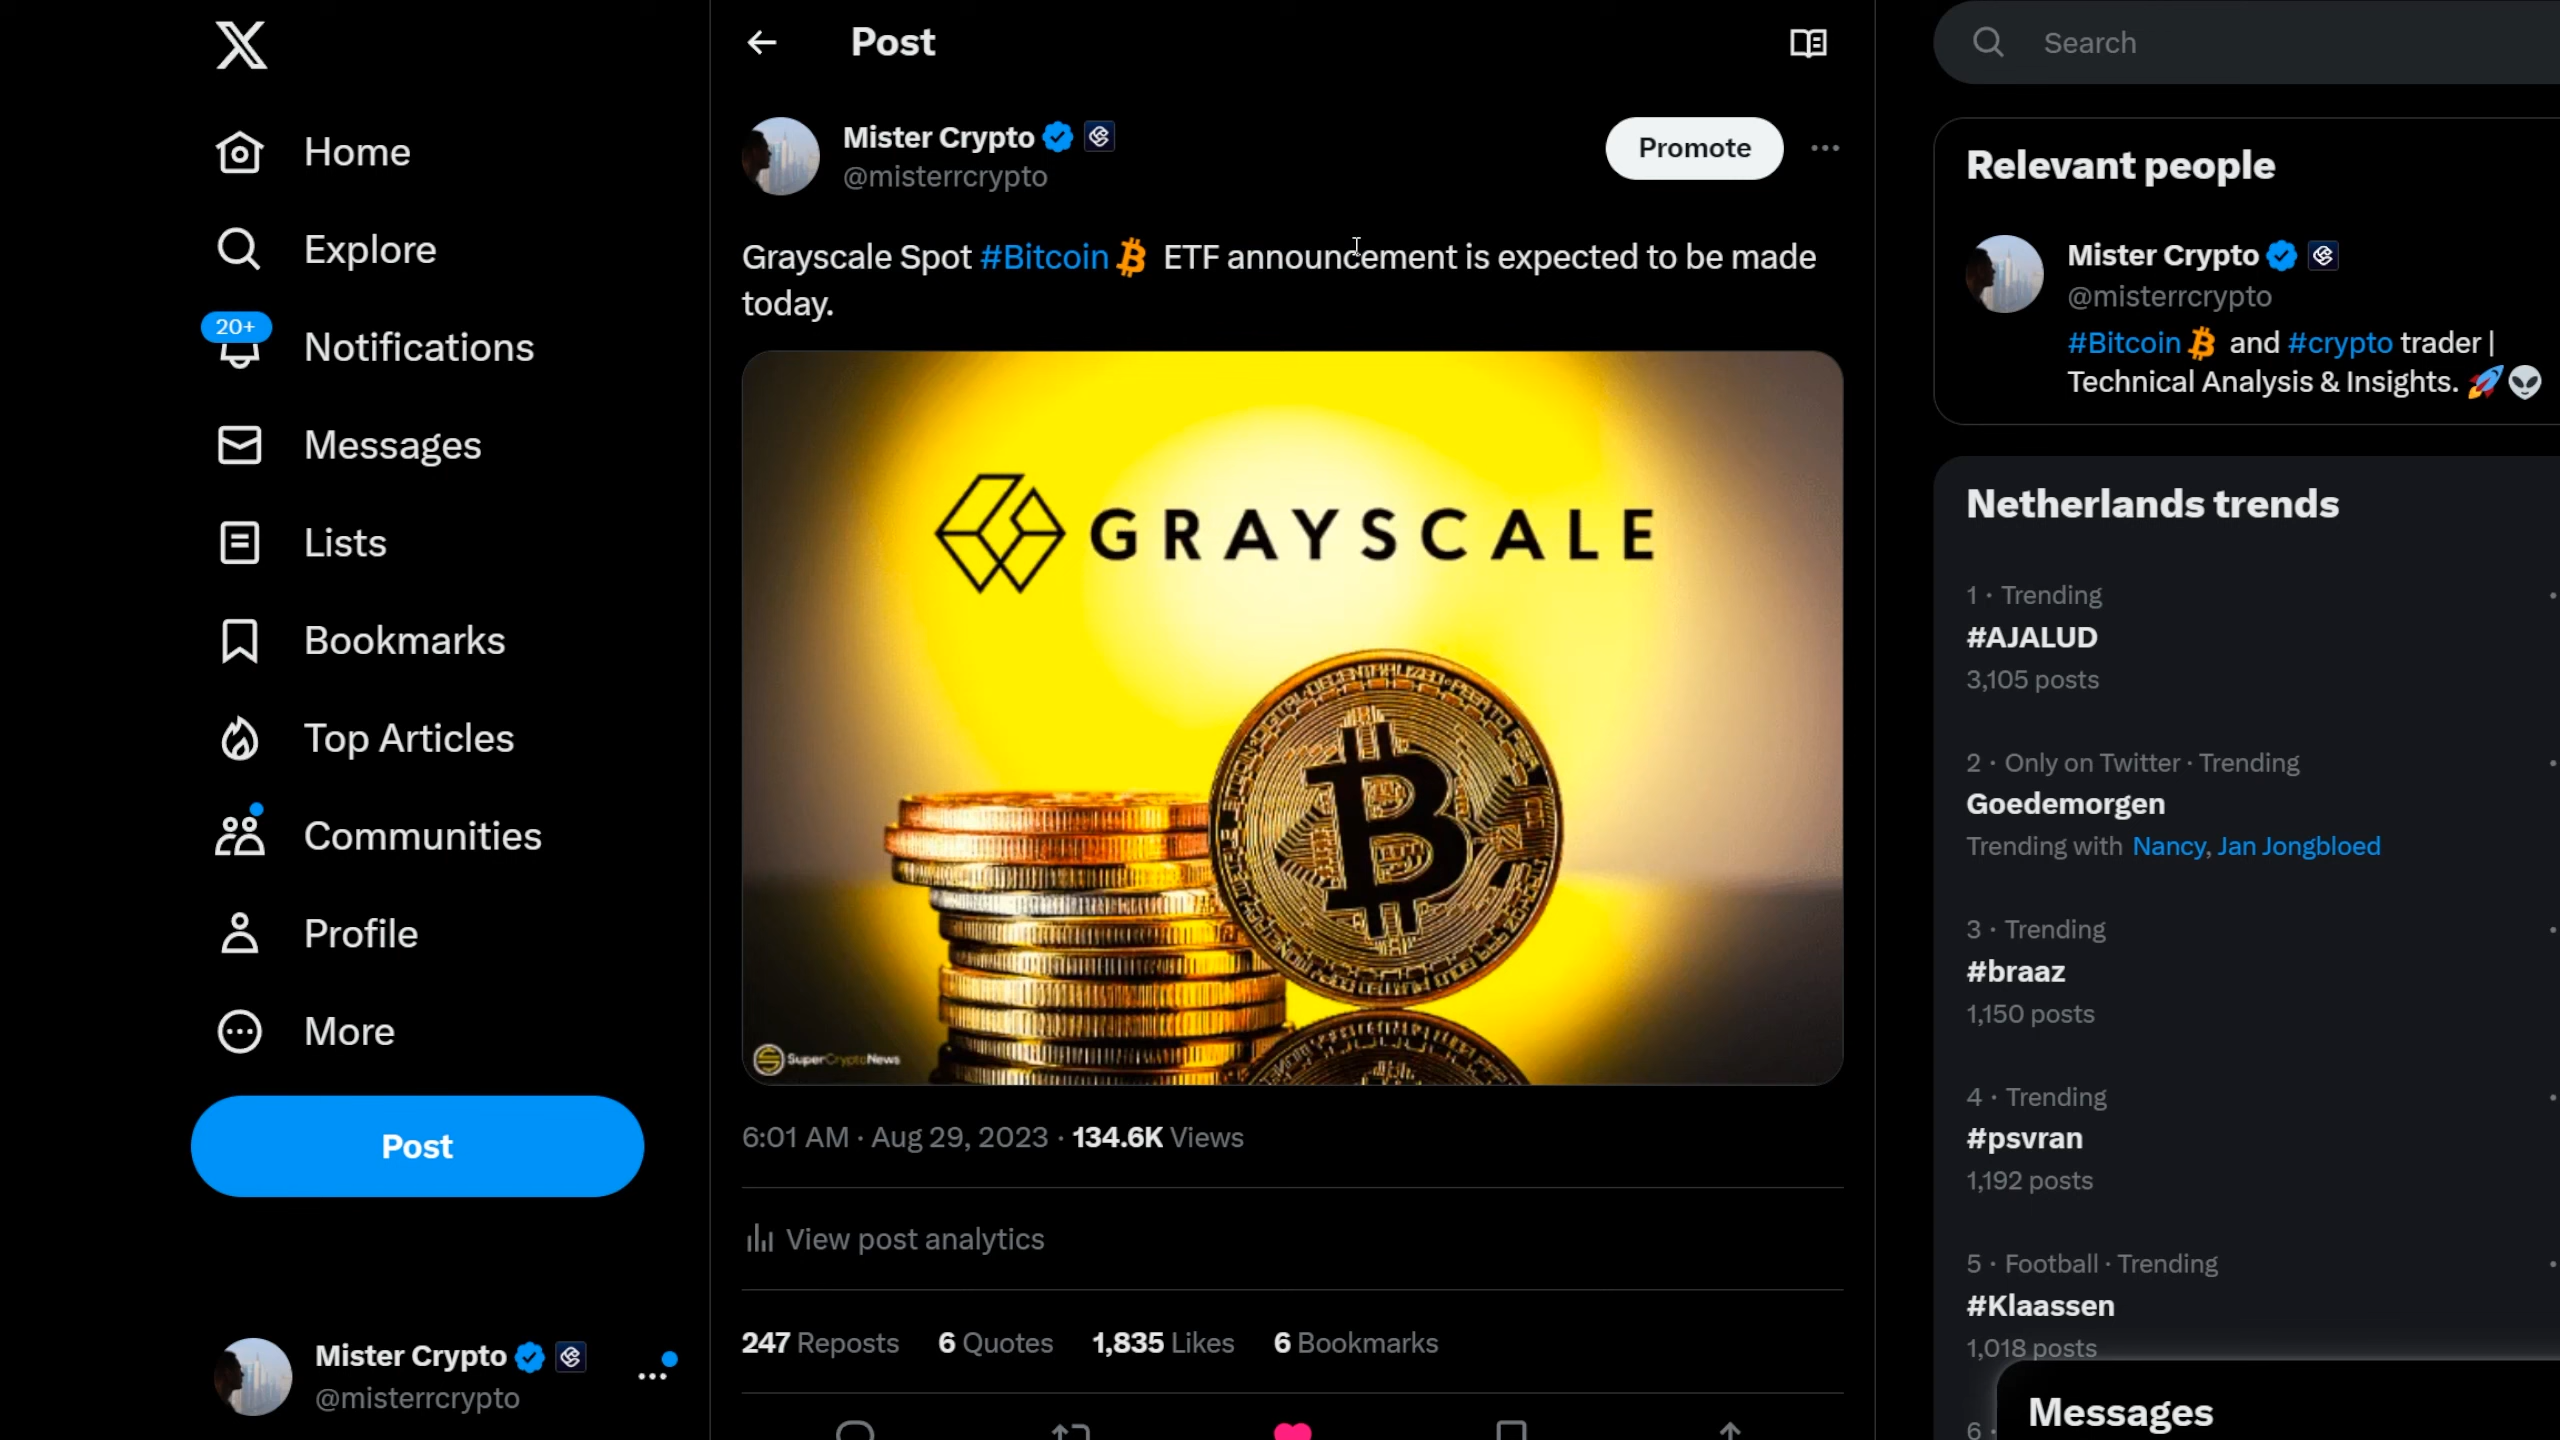 Home
Explore
20+
Notifications
Messages
Lists
Bookmarks
Top Articles
Communities
Profile
More
Post
Mister Crypto
@misterrcrypto
Post
Mister Crypto
@misterrcrypto
Promote
Grayscale Spot #Bitcoin ETF announcement is expected to be made
today.
GRAYSCALE
SuperCryptoNews
6:01 AM · Aug 29, 2023 · 134.6K Views
View post analytics
247 Reposts 6 Quotes 1,835 Likes 6 Bookmarks
Search
Relevant people
Mister Crypto
@misterrcrypto
#Bitcoin and #crypto trader |
Technical Analysis & Insights. 🚀👽
Netherlands trends
1 · Trending
#AJALUD
3,105 posts
2 · Only on Twitter · Trending
Goedemorgen
Trending with Nancy, Jan Jongbloed
3 · Trending
#braaz
1,150 posts
4 · Trending
#psvran
1,192 posts
5 · Football · Trending
#Klaassen
1,018 posts
6 ·
Messages